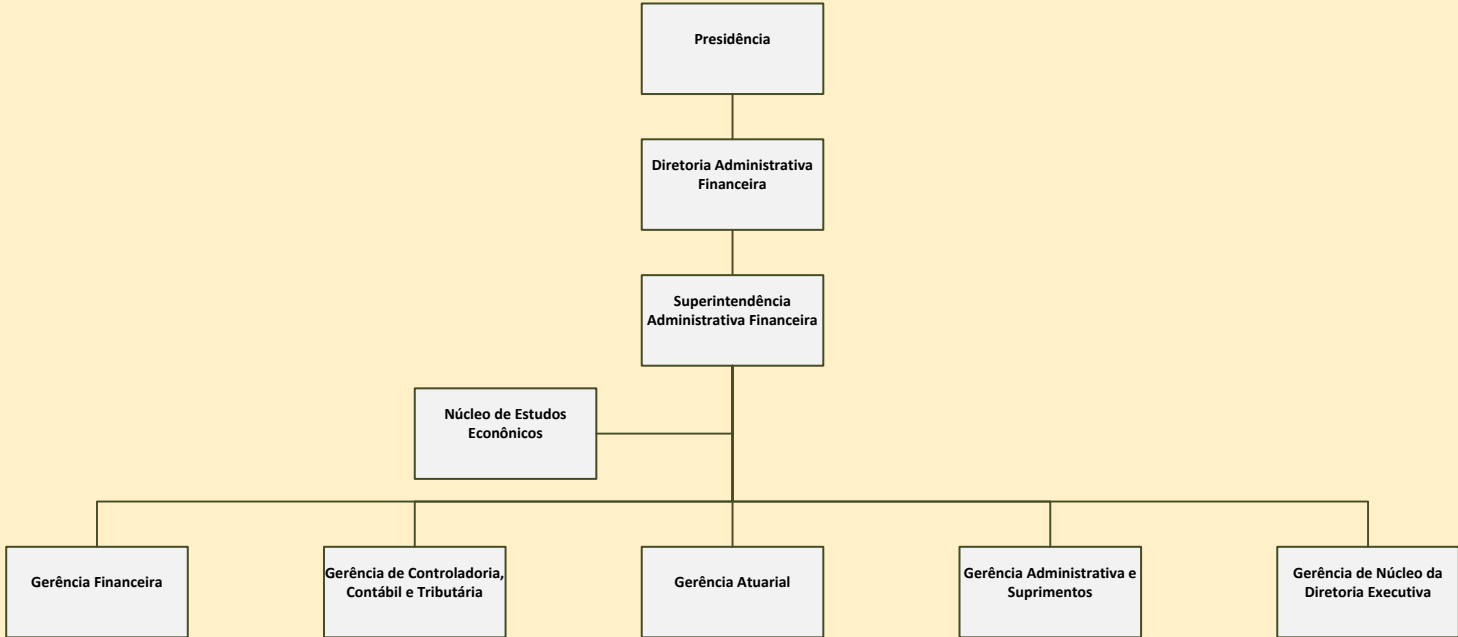 Presidência
Diretoria Administrativa
Financeira
Superintendência
Administrativa Financeira
Núcleo de Estudos
Econômicos
Gerência Financeira
Gerência de Controladoria,
Contábil e Tributária
Gerência Atuarial
Gerência Administrativa e
Suprimentos
Gerência de Núcleo da
Diretoria Executiva